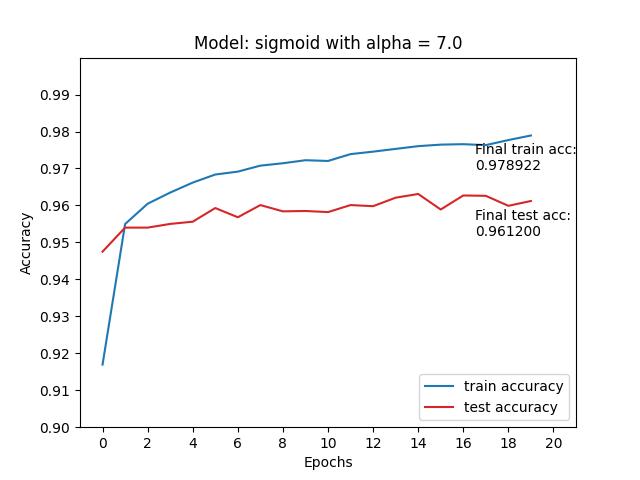 Model: sigmoid with alpha = 7.0
0.99
0.98
0.97
0.96
0.95
0.94
0.93
0.92
0.91
0.90
Accuracy
Final train acc:
0.978922
Final test acc:
0.961200
train accuracy
test accuracy
0 2 4 6 8 10 12 14 16 18 20
Epochs